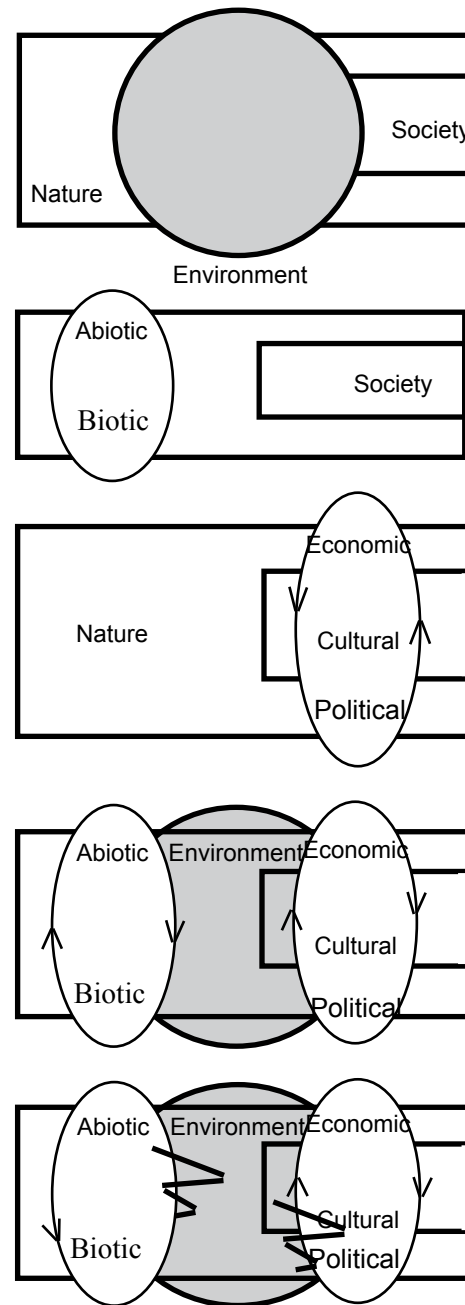 Society
Nature
Environment
Abiotic
Society
Biotic
Economic
Nature
Cultural
Political
Abiotic Environment Economic
Cultural
Biotic
Political
Abiotic Environment Economic
Cultural
Biotic
Political